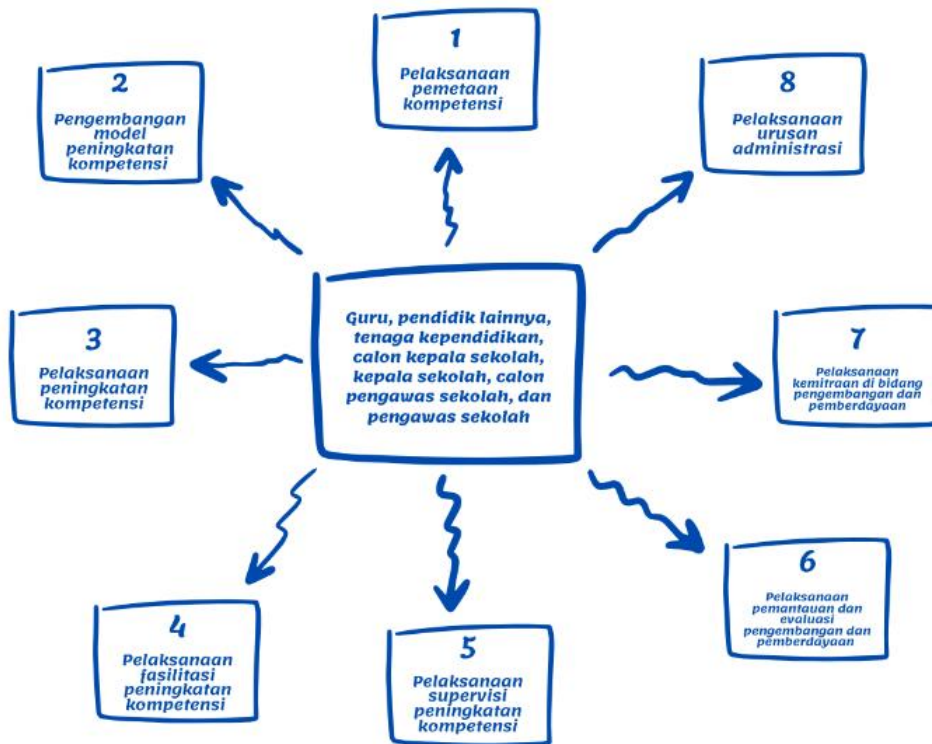 1
Pelaksanaan
pemetaan
kompetensi
2
Pengembangan
model
peningkatan
kompetensi
8
Pelaksanaan
urusan
administrasi
Guru, pendidik lainnya,
tenaga kependidikan,
calon kepala sekolah,
kepala sekolah, calon
pengawas sekolah, dan
pengawas sekolah
3
Pelaksanaan
peningkatan
kompetensi
7
Pelaksanaan
kemitraan di bidang
pengembangan dan
pemberdayaan
4
Pelaksanaan
fasilitasi
peningkatan
kompetensi
5
Pelaksanaan
supervisi
peningkatan
kompetensi
6
Pelaksanaan
pemantauan dan
evaluasi
pengembangan dan
pemberdayaan